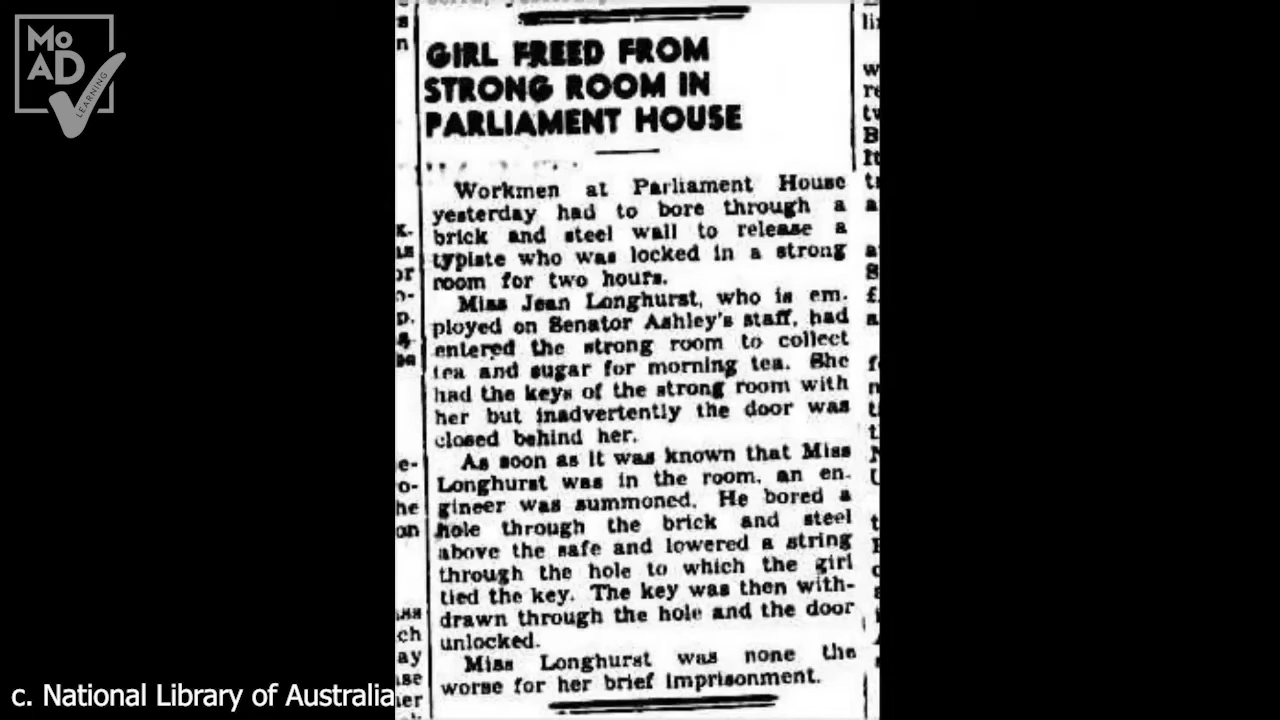 MoAD
LEARNING
GIRL FREED FROM
STRONG ROOM IN
PARLIAMENT HOUSE
Workmen at Parliament House
yesterday had to bore through a
brick and steel wall to release a
typiste who was locked in a strong
room for two hours.
Miss Jean Longhurst, who is em.
ployed on Senator Ashley's staff, had
entered the strong room to collect
tea and sugar for morning tea. She
had the keys of the strong room with
her but inadvertently the door was
closed behind her.
As soon as it was known that Miss
Longhurst was in the room, an en-
gineer was summoned. He bored a
hole through the brick and steel
above the safe and lowered a string
through the hole to which the girl
tied the key. The key was then with-
drawn through the hole and the door
unlocked.
Miss Longhurst was none the
worse for her brief imprisonment.
c. National Library of Australia